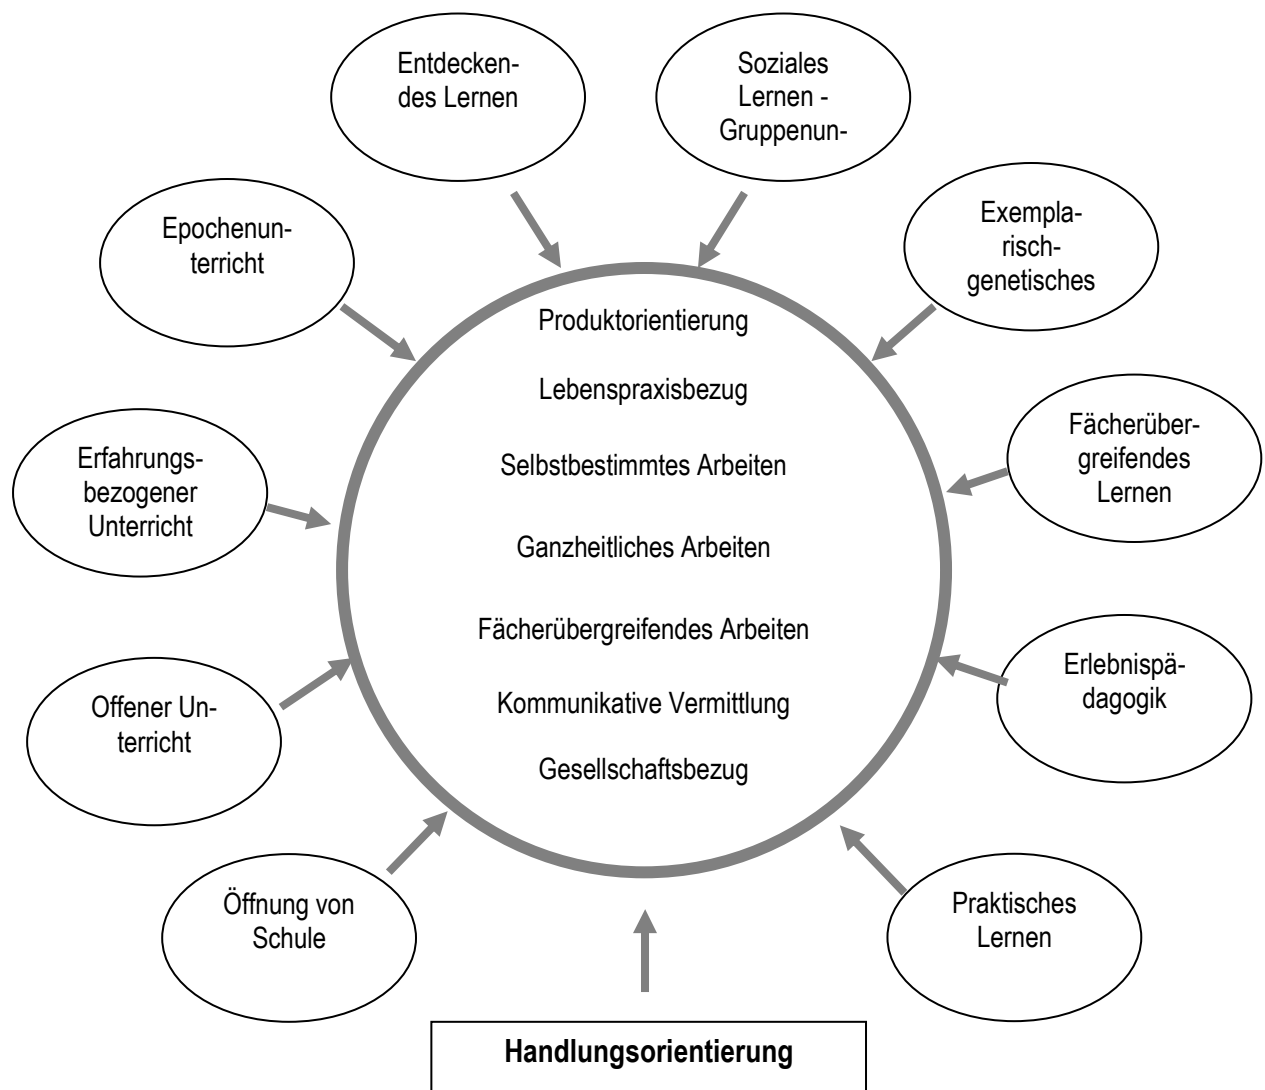 Entdecken-
des Lernen
Soziales
Lernen -
Gruppenun-
Epochenun-
terricht
Exempla-
risch-
genetisches
Produktorientierung
Lebenspraxisbezug
Selbstbestimmtes Arbeiten
Ganzheitliches Arbeiten
Fächerübergreifendes Arbeiten
Kommunikative Vermittlung
Gesellschaftsbezug
Erfahrungs-
bezogener
Unterricht
Fächerüber-
greifendes
Lernen
Offener Un-
terricht
Erlebnispä-
dagogik
Öffnung von
Schule
Praktisches
Lernen
Handlungsorientierung